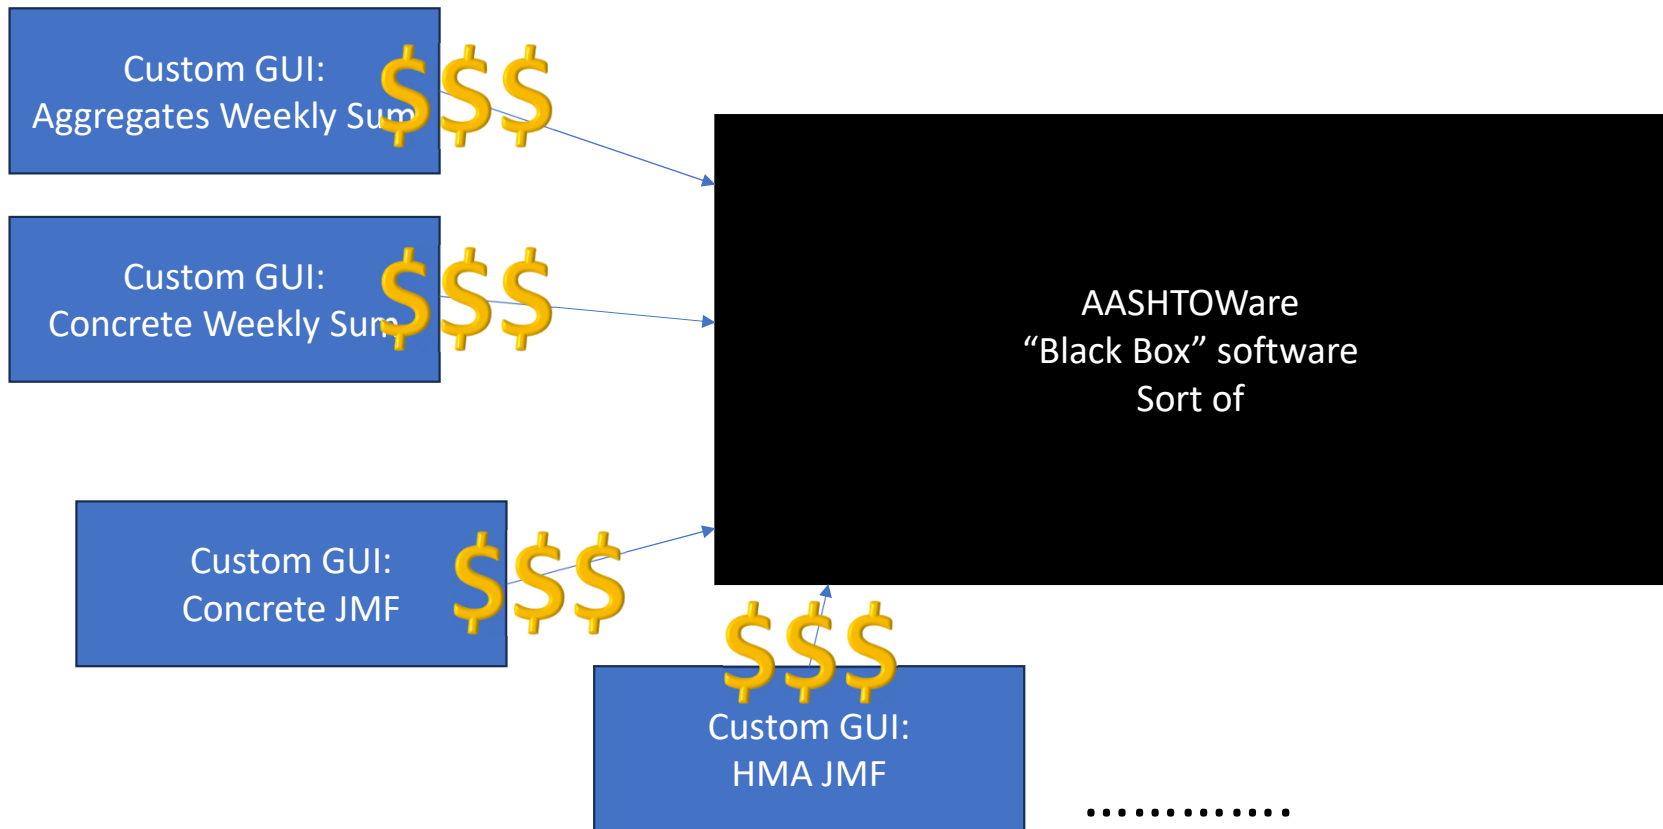 Custom GUI:
Aggregates Weekly Sum
$$$
Custom GUI:
Concrete Weekly Sum
$$$
AASHTOWare
“Black Box” software
Sort of
Custom GUI:
Concrete JMF
$$$
$$$
Custom GUI:
HMA JMF
.............